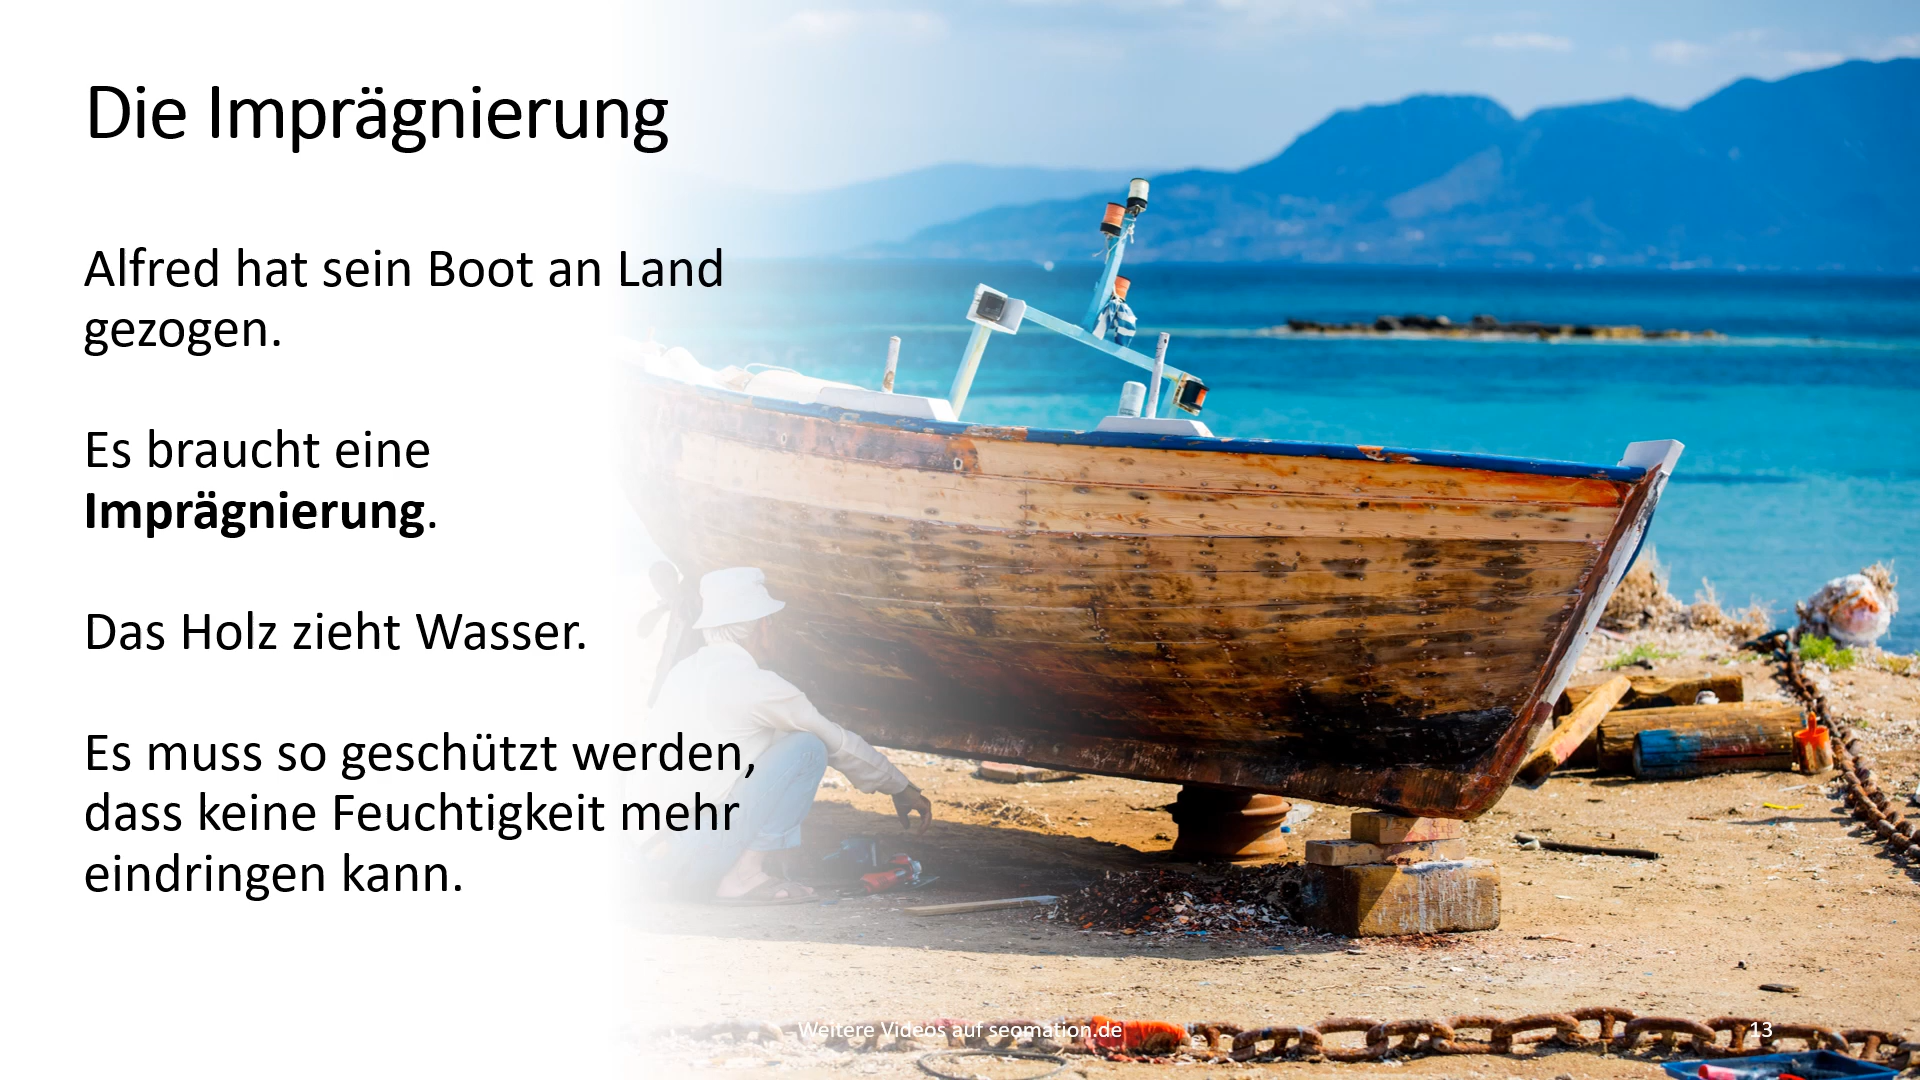 Die Imprägnierung
Alfred hat sein Boot an Land
gezogen.
Es braucht eine
Imprägnierung.
Das Holz zieht Wasser.
Es muss so geschützt werden,
dass keine Feuchtigkeit mehr
eindringen kann.
Weitere Videos auf seomation.de
13